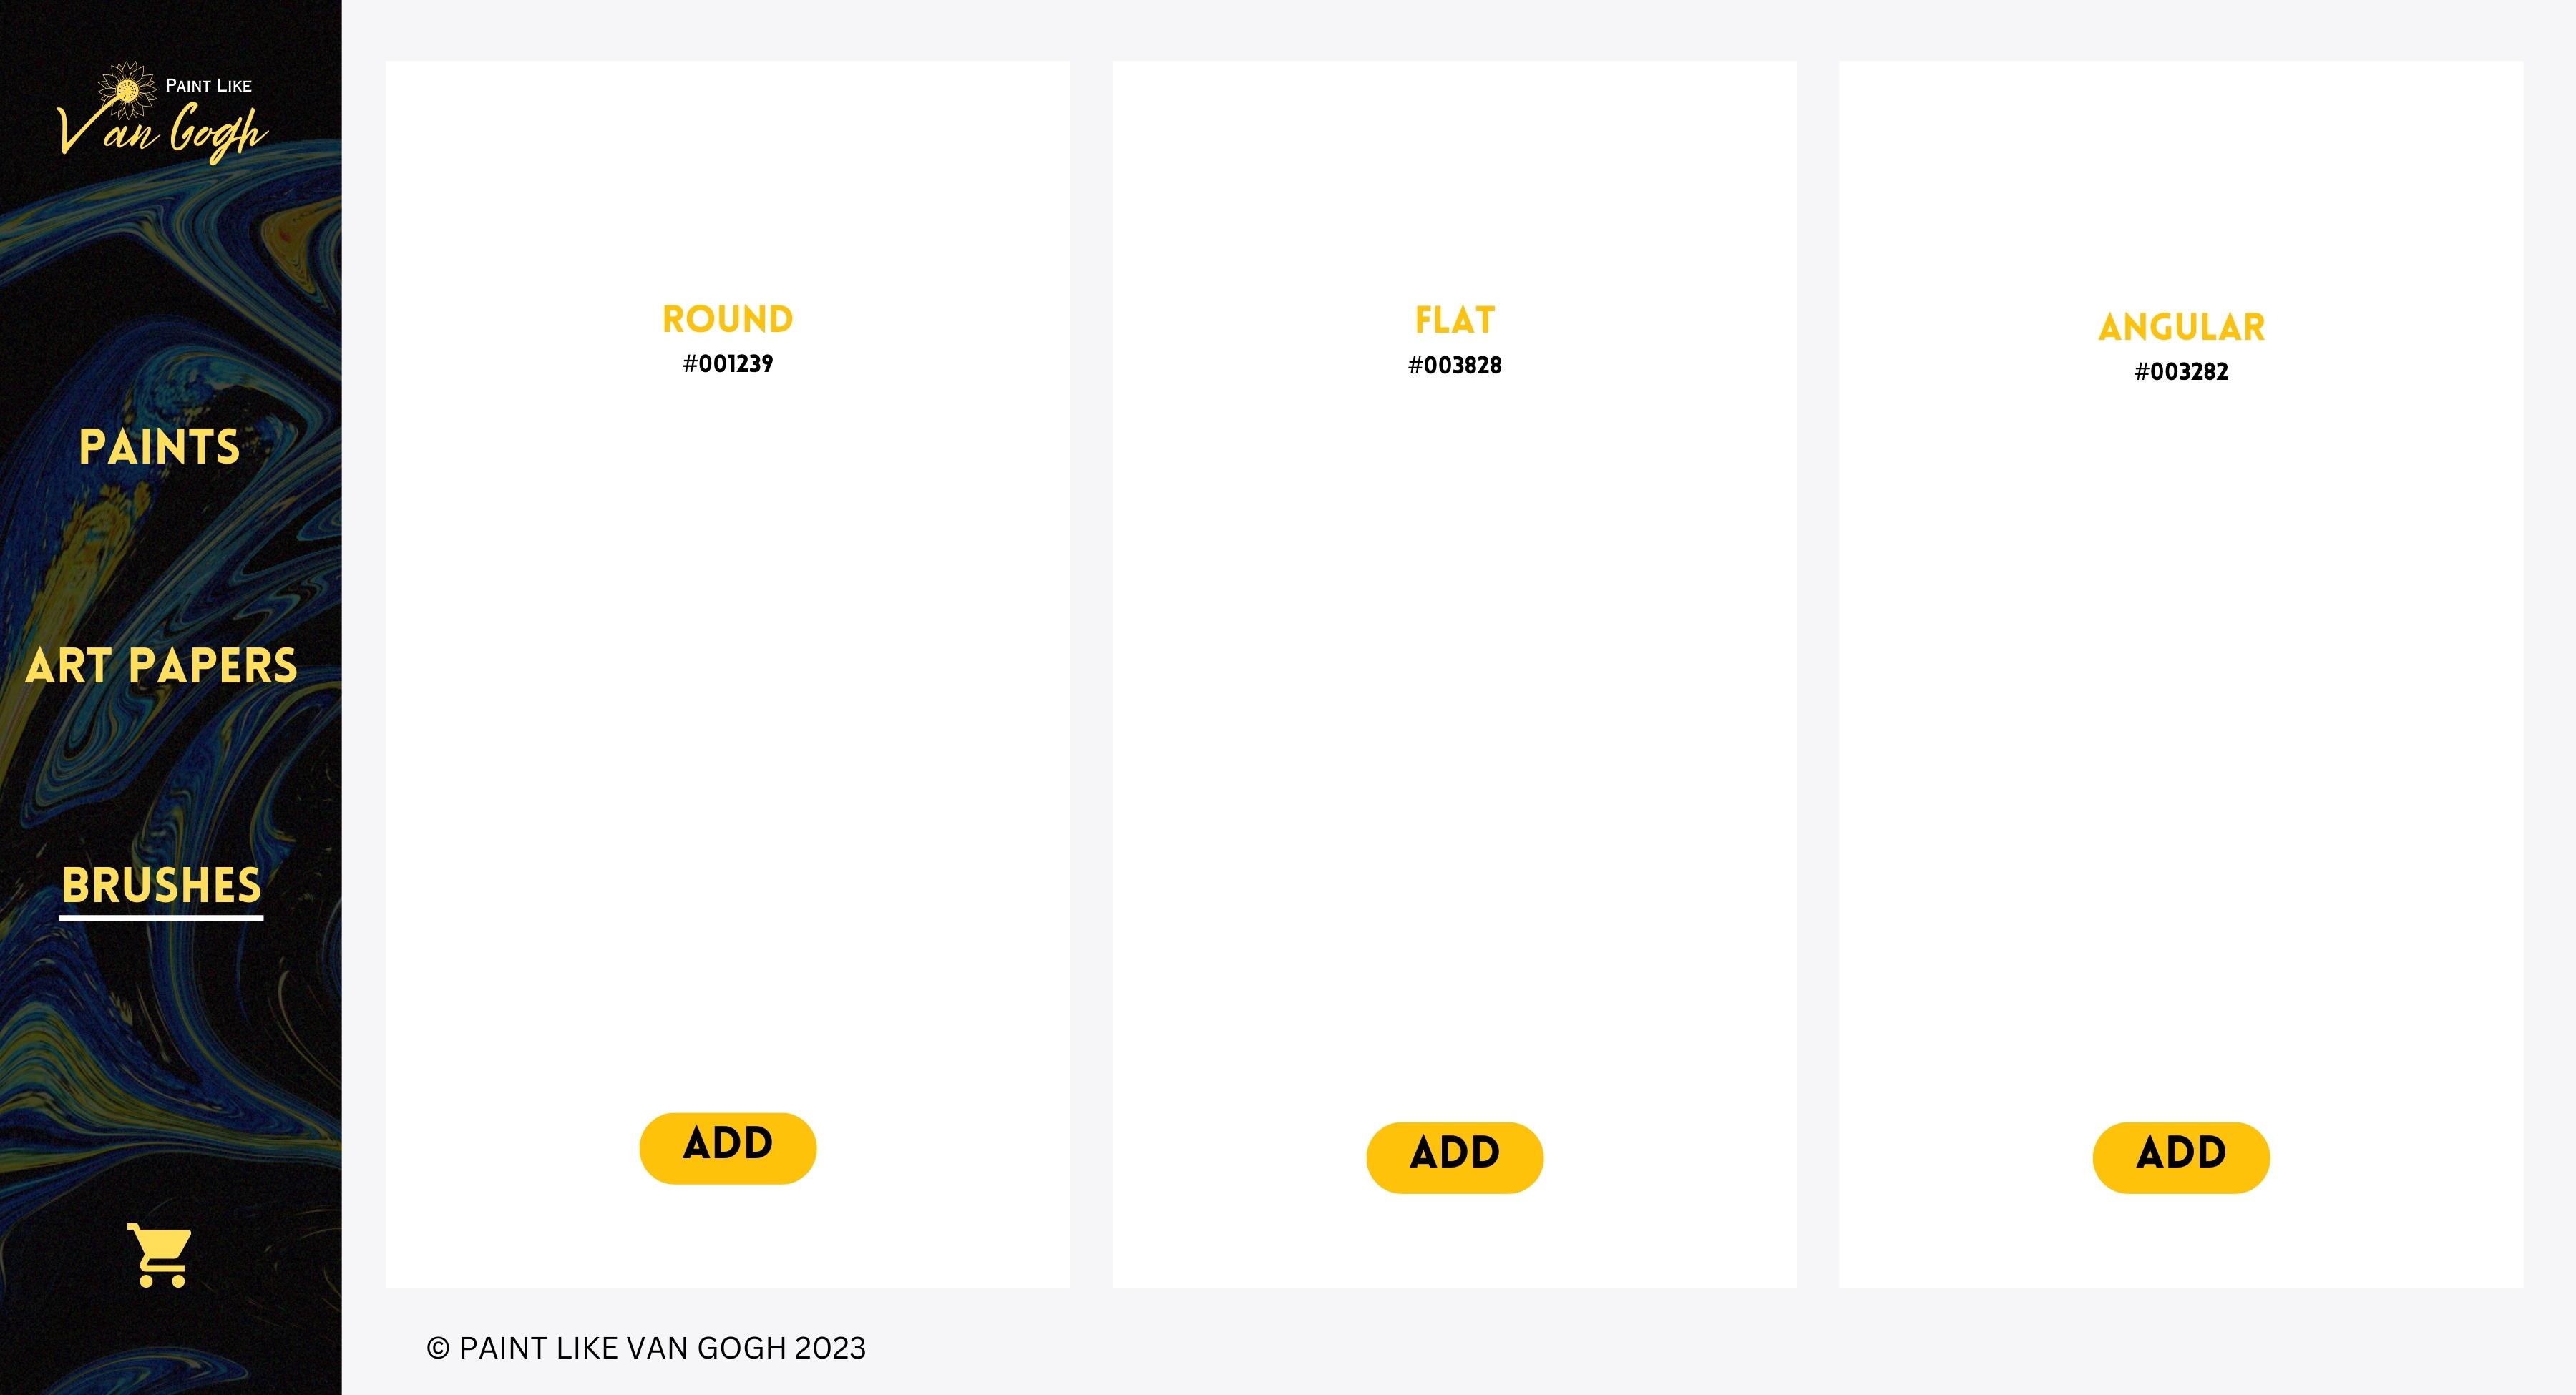 PAINT LIKE
Van Gogh
PAINTS
ART PAPERS
BRUSHES
ROUND
#001239
ADD
FLAT
#003828
ADD
ANGULAR
#003282
ADD
© PAINT LIKE VAN GOGH 2023